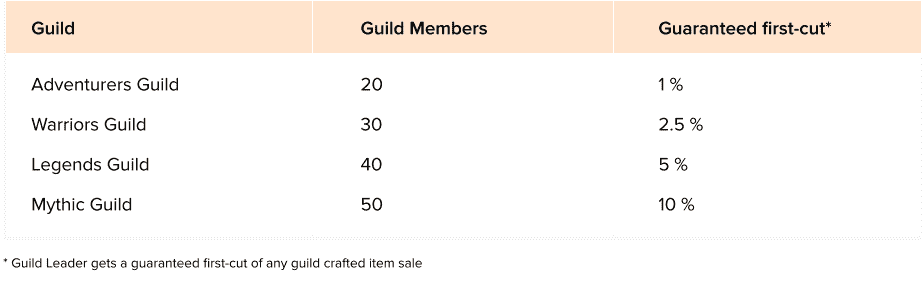 Guild Guild Members Guaranteed first-cut*
Adventurers Guild 20 1 %
Warriors Guild 30 2.5 %
Legends Guild 40 5 %
Mythic Guild 50 10 %
* Guild Leader gets a guaranteed first-cut of any guild crafted item sale